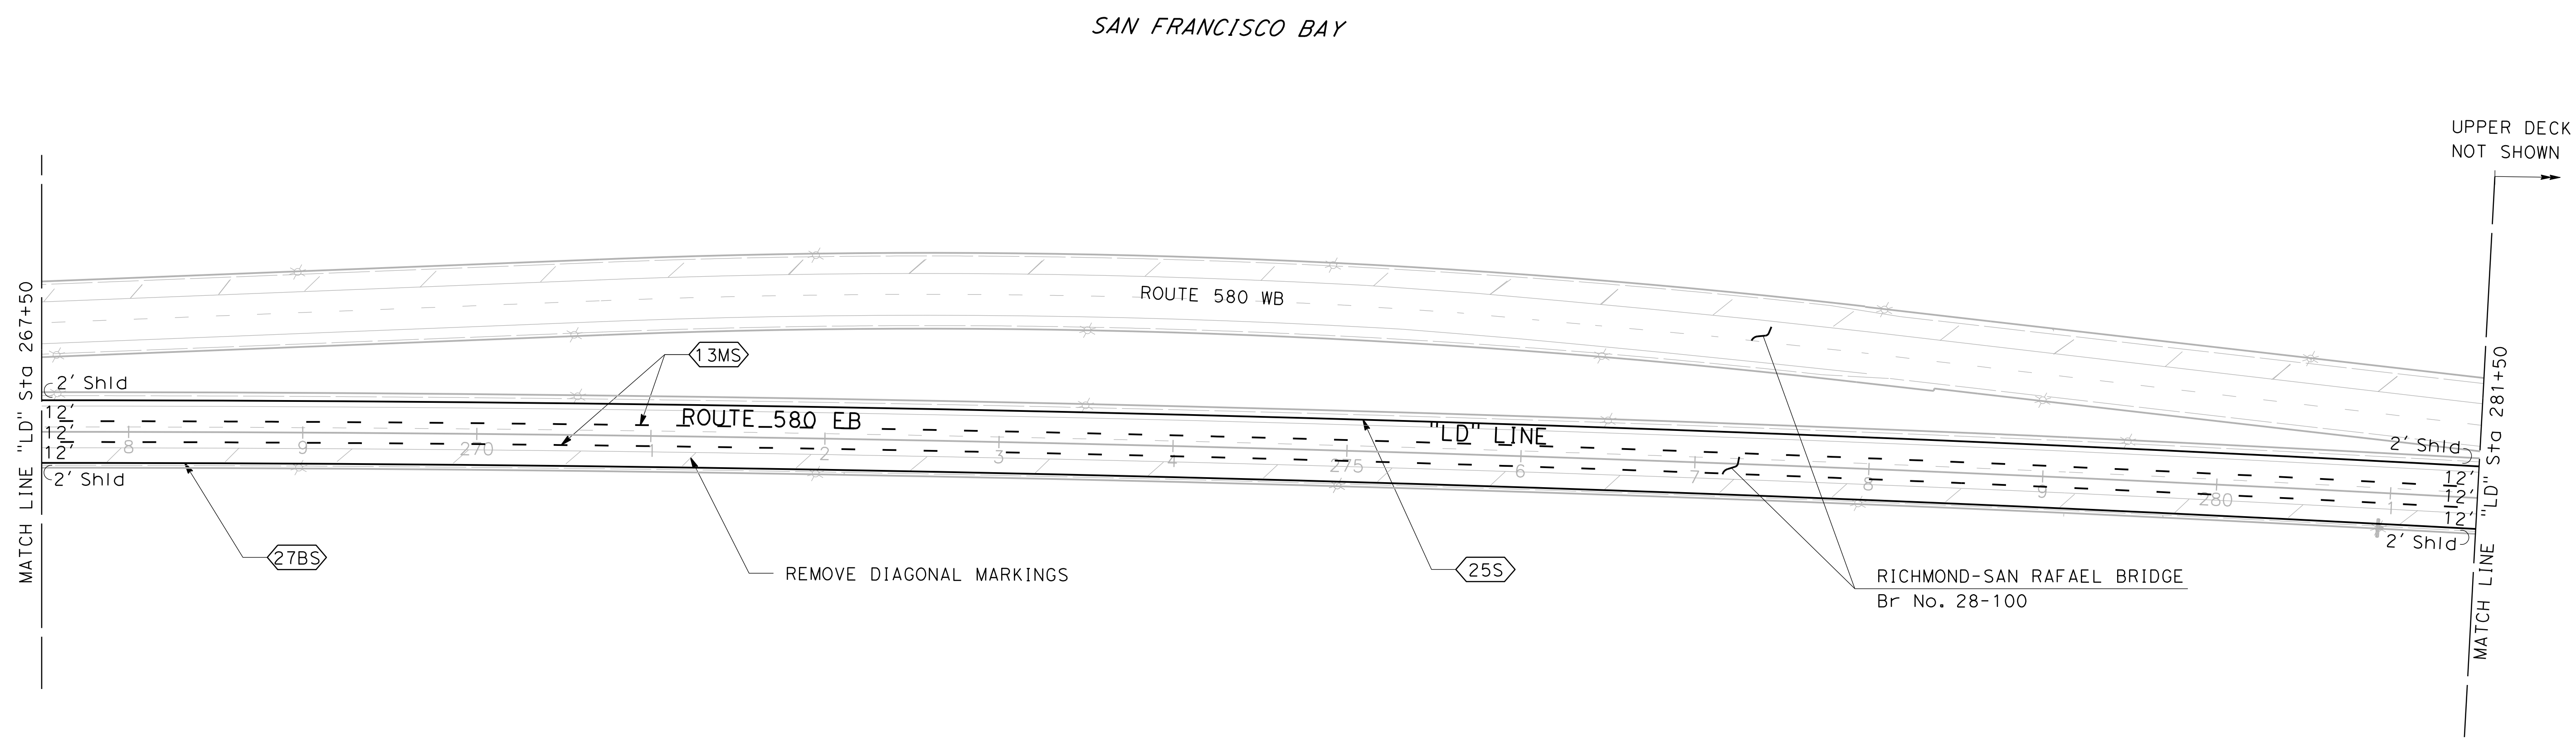 SAN FRANCISCO BAY
UPPER DECK
NOT SHOWN
MATCH LINE "LD" Sta 267+50
ROUTE 580 WB
13MS
2' Shld
12'
12'
12'
2' Shld
ROUTE 580 EB
"LD" LINE
8
9
270
1
2
3
4
275
6
7
8
9
280
1
2' Shld
12'
12'
12'
2' Shld
MATCH LINE "LD" Sta 281+50
27BS
REMOVE DIAGONAL MARKINGS
25S
RICHMOND-SAN RAFAEL BRIDGE
Br No. 28-100